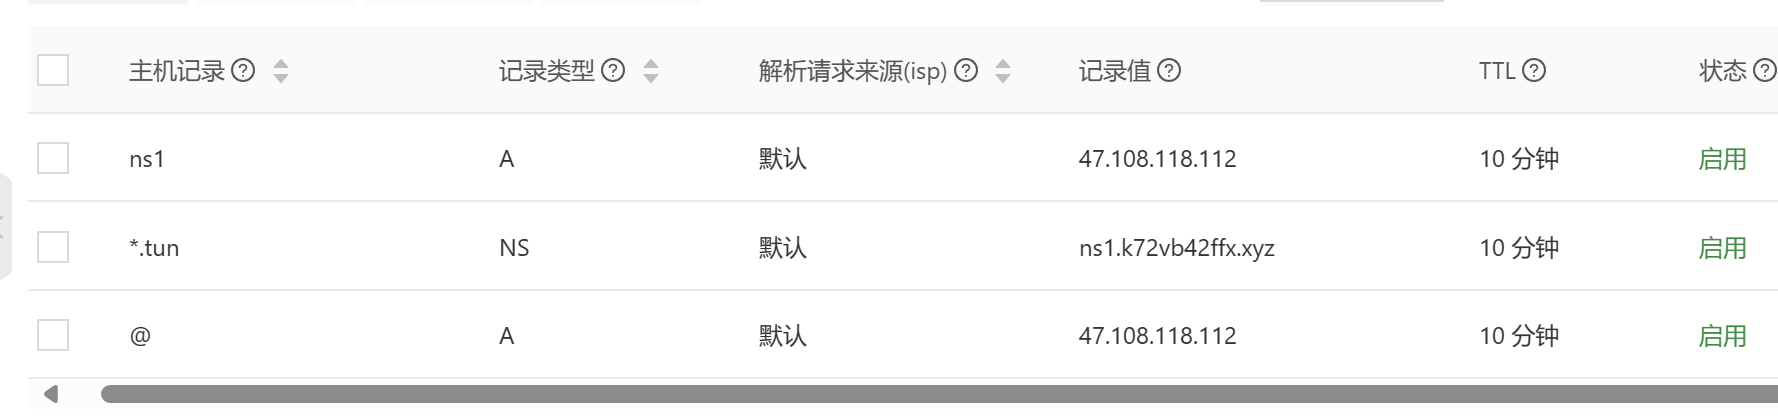 主机记录 记录类型 解析请求来源(isp) 记录值 TTL 状态
ns1 A 默认 47.108.118.112 10 分钟 启用
*.tun NS 默认 ns1.k72vb42ffx.xyz 10 分钟 启用
@ A 默认 47.108.118.112 10 分钟 启用